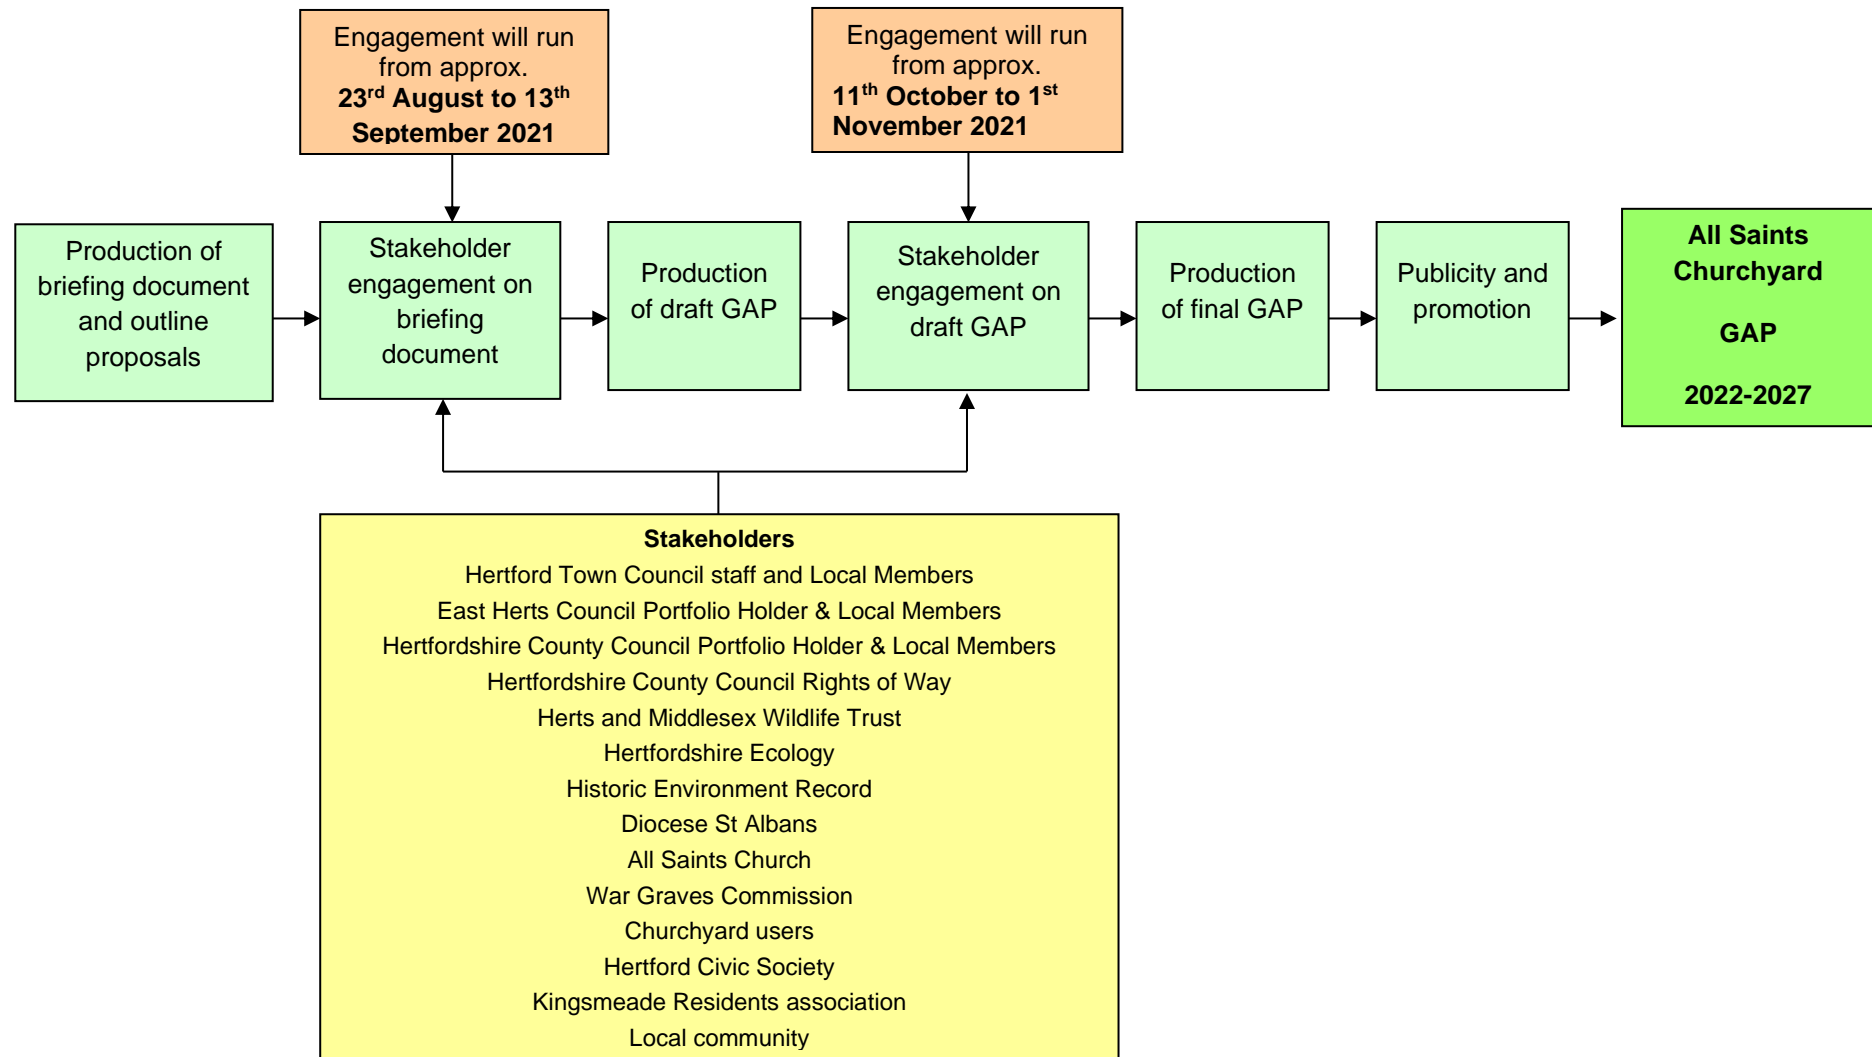 Engagement will run
from approx.
23rd August to 13th
September 2021
Engagement will run
from approx.
11th October to 1st
November 2021
Production of
briefing document
and outline
proposals
Stakeholder
engagement on
briefing
document
Production
of draft GAP
Stakeholder
engagement on
draft GAP
Production
of final GAP
Publicity and
promotion
All Saints
Churchyard
GAP
2022-2027
Stakeholders
Hertford Town Council staff and Local Members
East Herts Council Portfolio Holder & Local Members
Hertfordshire County Council Portfolio Holder & Local Members
Hertfordshire County Council Rights of Way
Herts and Middlesex Wildlife Trust
Hertfordshire Ecology
Historic Environment Record
Diocese St Albans
All Saints Church
War Graves Commission
Churchyard users
Hertford Civic Society
Kingsmeade Residents association
Local community